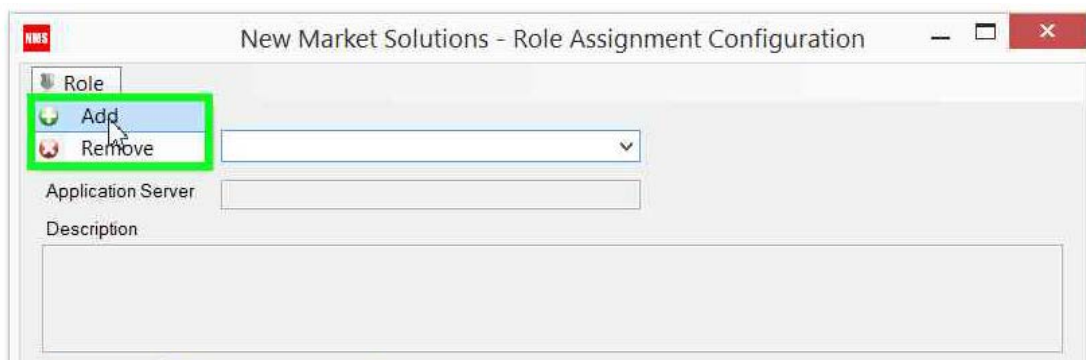 NMS
New Market Solutions - Role Assignment Configuration
Role
Add
Remove
Application Server
Description